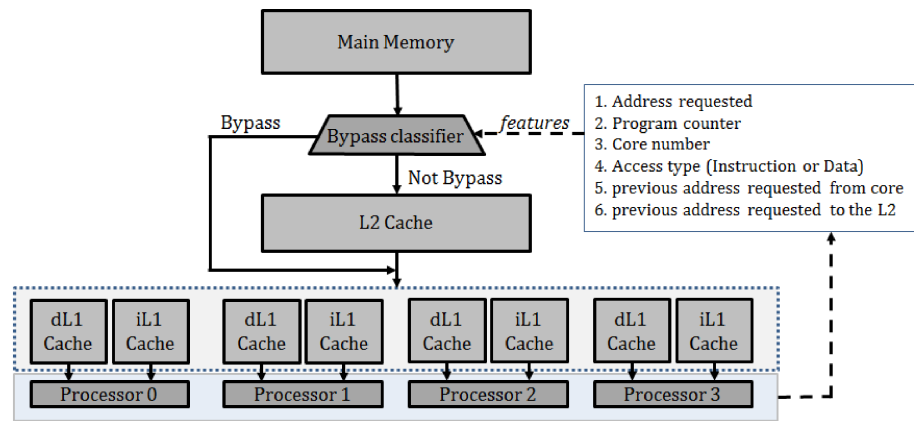 Main Memory
Bypass
Bypass classifier
features
1. Address requested
2. Program counter
3. Core number
4. Access type (Instruction or Data)
5. previous address requested from core
6. previous address requested to the L2
Not Bypass
L2 Cache
dL1
Cache
iL1
Cache
dL1
Cache
iL1
Cache
dL1
Cache
iL1
Cache
dL1
Cache
iL1
Cache
Processor 0
Processor 1
Processor 2
Processor 3